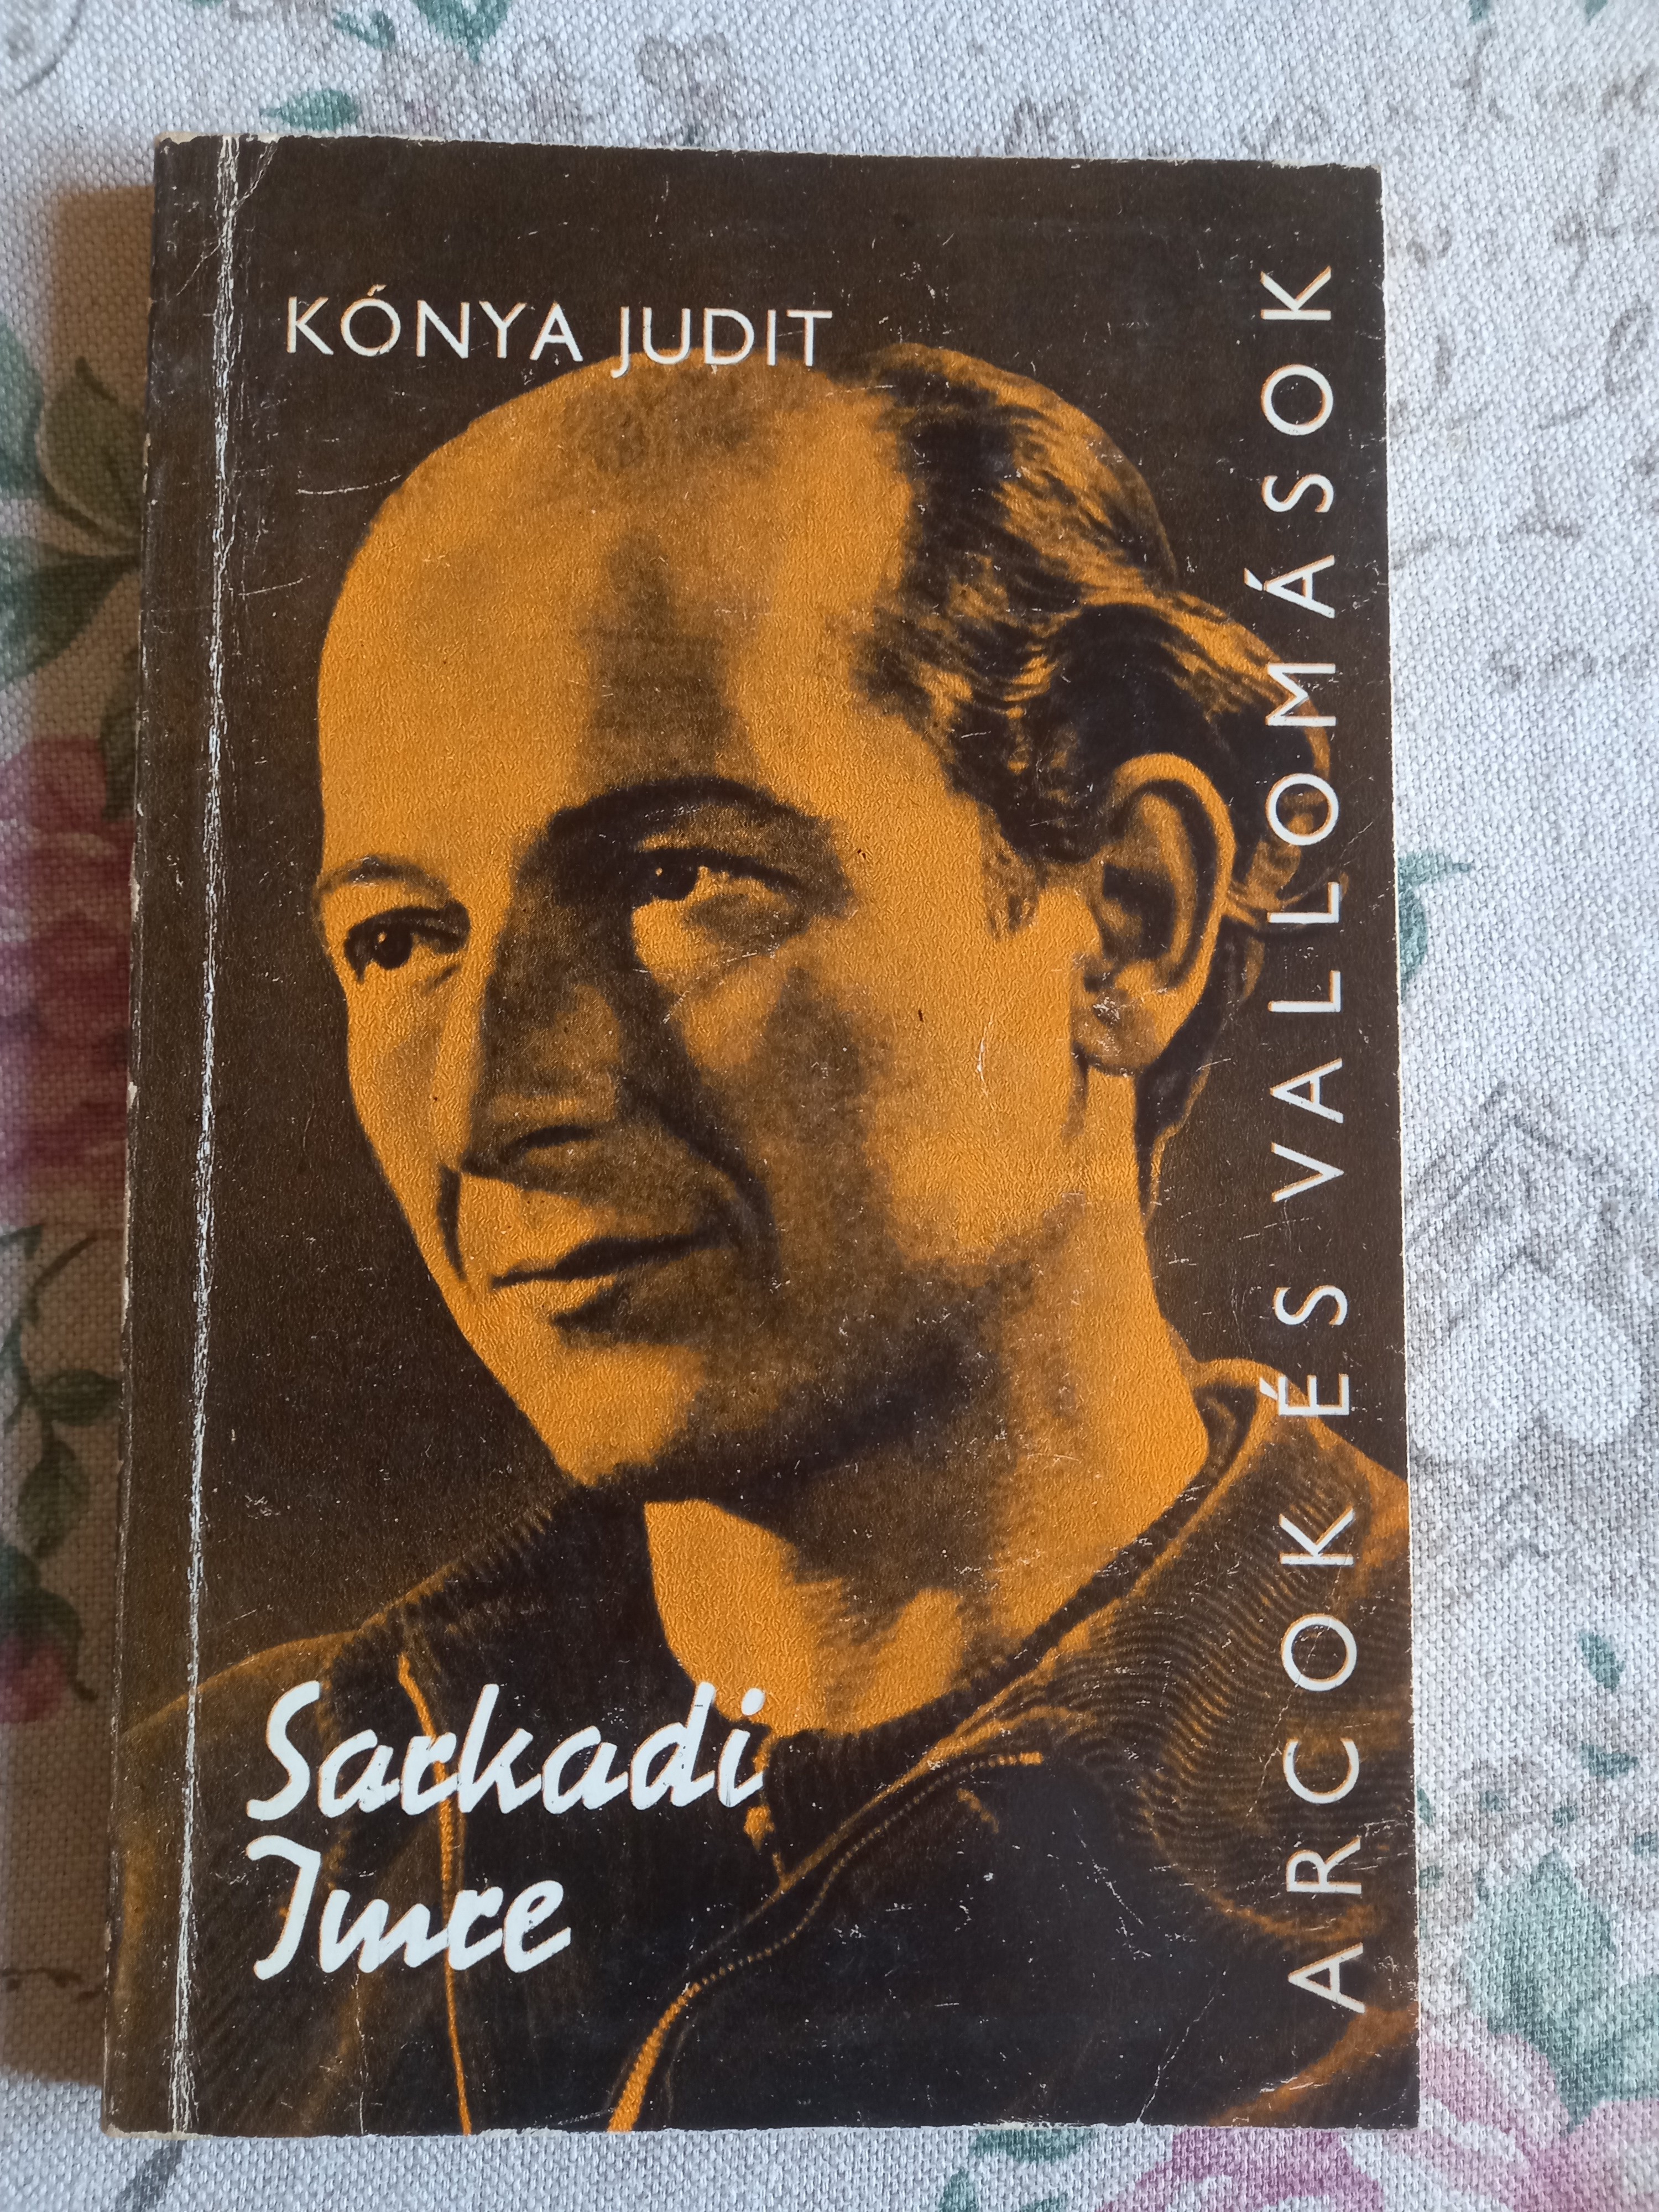 KŐNYA JUDIT
ARCOK ÉS VALLOMÁSOK
Sarkadi
Imre